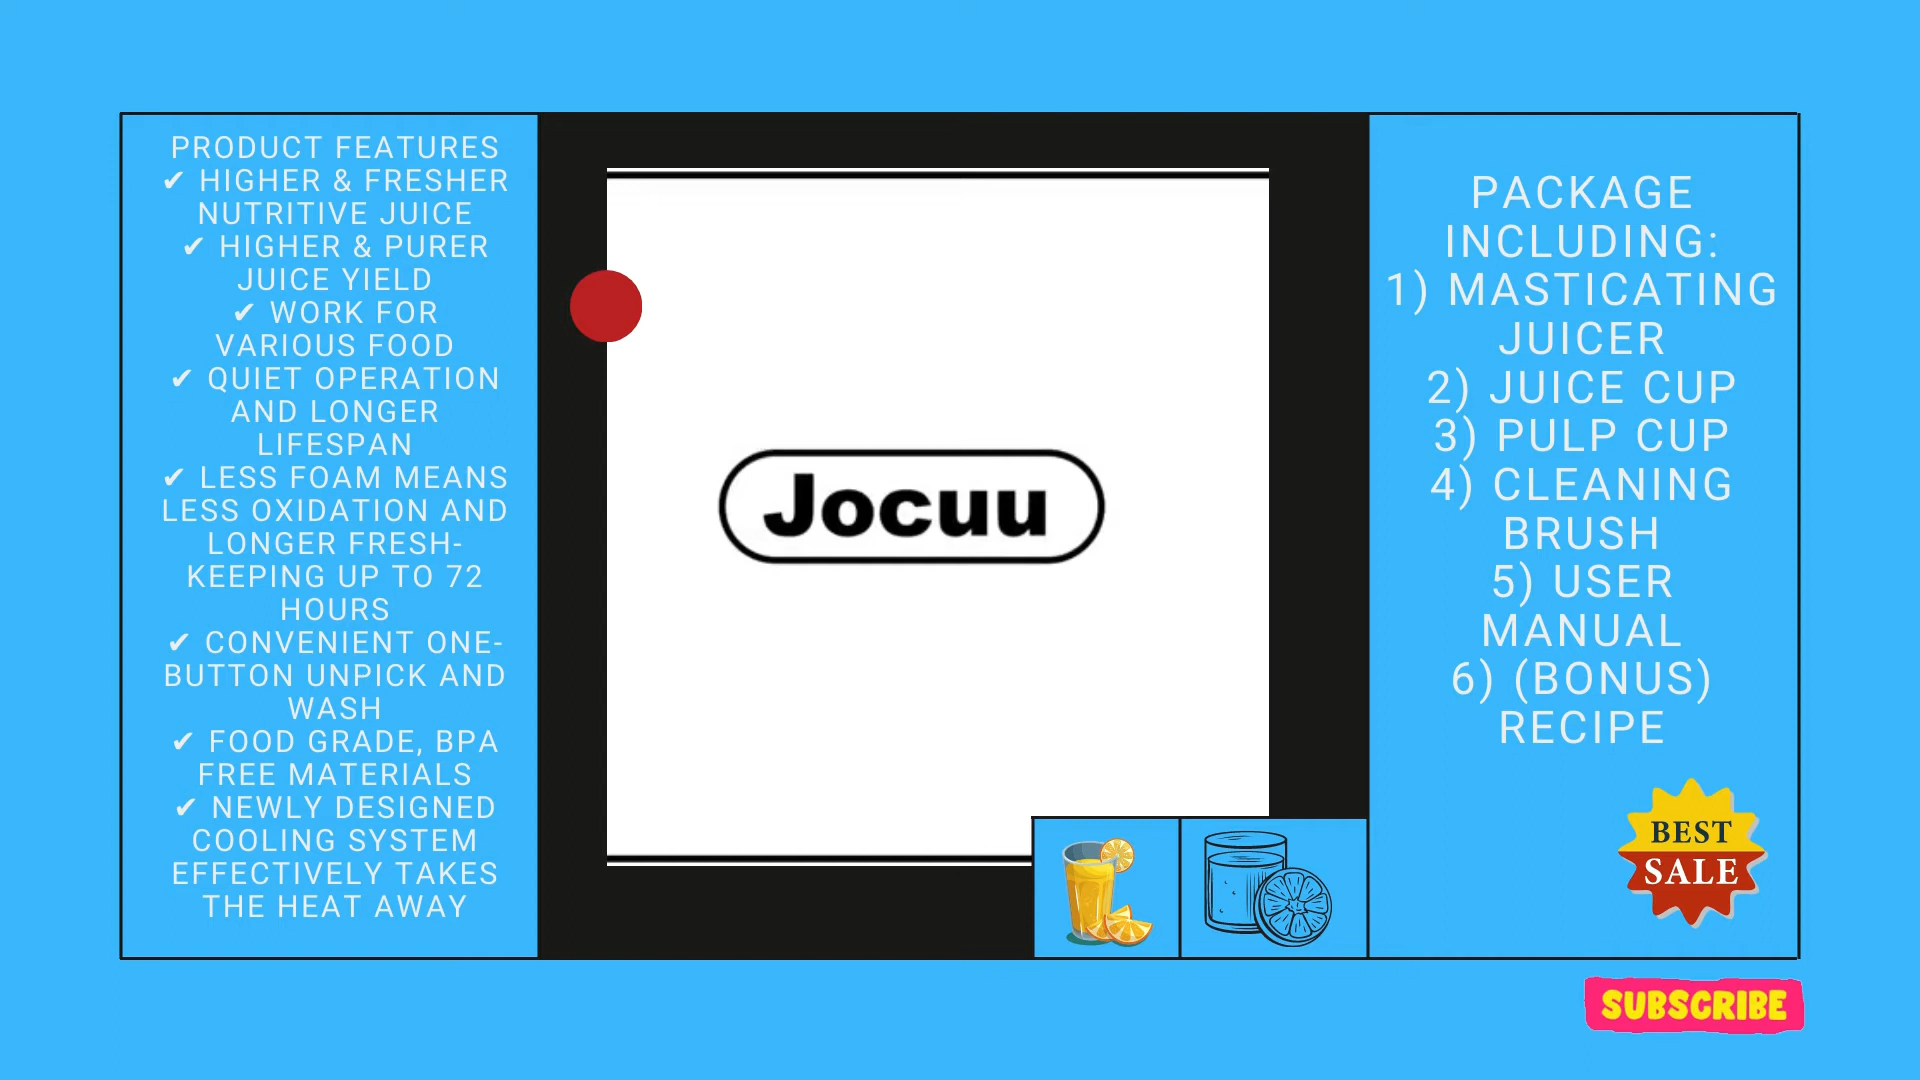 PRODUCT FEATURES
✔ HIGHER & FRESHER
NUTRITIVE JUICE
✔ HIGHER & PURER
JUICE YIELD
✔ WORK FOR
VARIOUS FOOD
✔ QUIET OPERATION
AND LONGER
LIFESPAN
✔ LESS FOAM MEANS
LESS OXIDATION AND
LONGER FRESH-
KEEPING UP TO 72
HOURS
✔ CONVENIENT ONE-
BUTTON UNPICK AND
WASH
✔ FOOD GRADE, BPA
FREE MATERIALS
✔ NEWLY DESIGNED
COOLING SYSTEM
EFFECTIVELY TAKES
THE HEAT AWAY
Jocuu
PACKAGE
INCLUDING:
1) MASTICATING
JUICER
2) JUICE CUP
3) PULP CUP
4) CLEANING
BRUSH
5) USER
MANUAL
6) (BONUS)
RECIPE
BEST
SALE
SUBSCRIBE